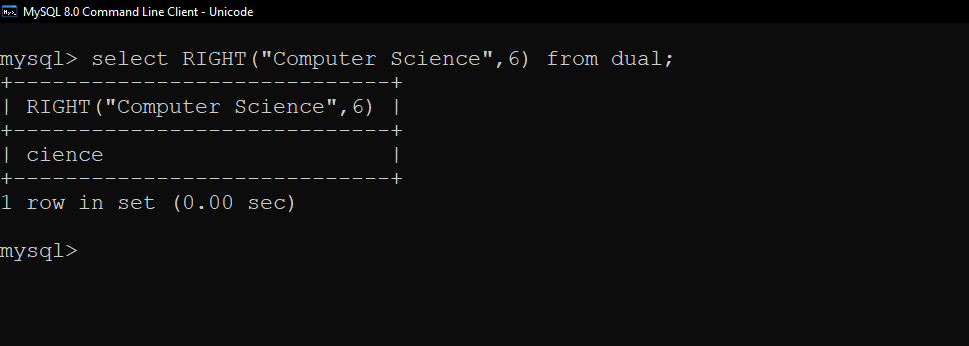 MySQL 8.0 Command Line Client - Unicode
mysql> select RIGHT("Computer Science",6) from dual;
+-----------------------------+
| RIGHT("Computer Science",6) |
+-----------------------------+
| cience                      |
+-----------------------------+
1 row in set (0.00 sec)
mysql>